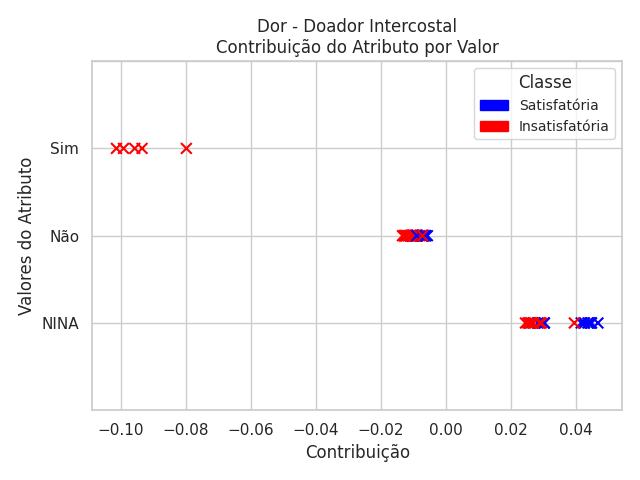 Dor - Doador Intercostal
Contribuição do Atributo por Valor
Classe
Satisfatória
Insatisfatória
Valores do Atributo
Sim
Não
NINA
−0.10 −0.08 −0.06 −0.04 −0.02 0.00 0.02 0.04
Contribuição